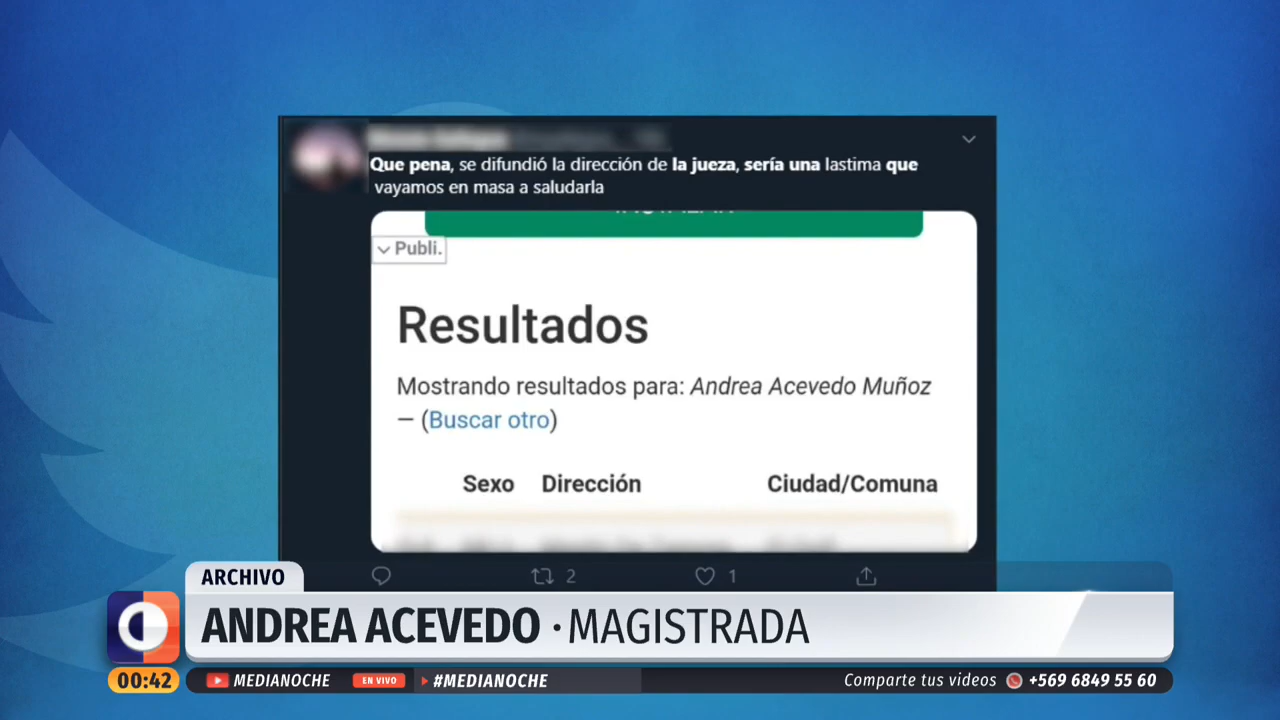 Que pena, se difundió la dirección de la jueza, sería una lastima que
vayamos en masa a saludarla
Publi.
Resultados
Mostrando resultados para: Andrea Acevedo Muñoz
— (Buscar otro)
Sexo Dirección Ciudad/Comuna
2 1
ARCHIVO
ANDREA ACEVEDO · MAGISTRADA
00:42 MEDIANOCHE EN VIVO #MEDIANOCHE Comparte tus videos +569 6849 55 60